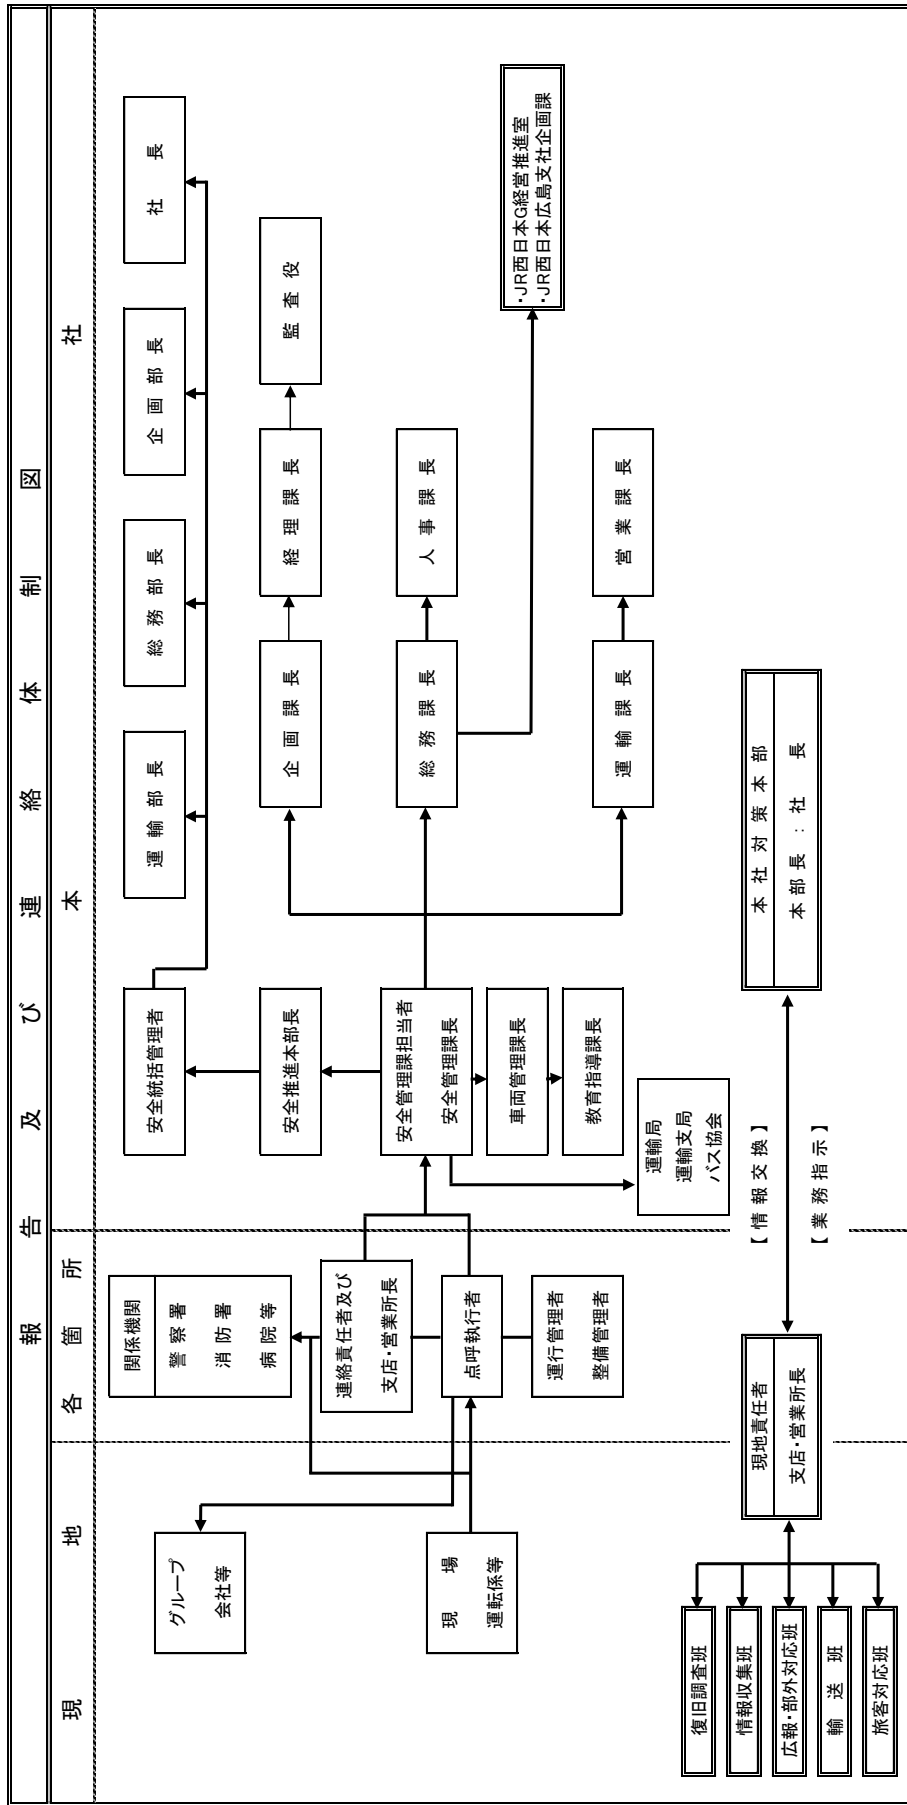 報告及び連絡体制図
現地
各箇所
本社
グループ
会社等
現場
運転係等
関係機関
警察署
消防署
病院等
連絡責任者及び
支店・営業所長
点呼執行者
運行管理者
整備管理者
安全統括管理者
安全推進本部長
安全管理課担当者
安全管理課長
車両管理課長
教育指導課長
運輸局
運輸支局
バス協会
運輸部長
総務部長
企画部長
社長
企画課長
経理課長
監査役
総務課長
人事課長
・JR西日本G経営推進室
・JR西日本広島支社企画課
運輸課長
営業課長
復旧調査班
情報収集班
広報・部外対応班
輸送班
旅客対応班
現地責任者
支店・営業所長
【情報交換】
【業務指示】
本社対策本部
本部長：社長